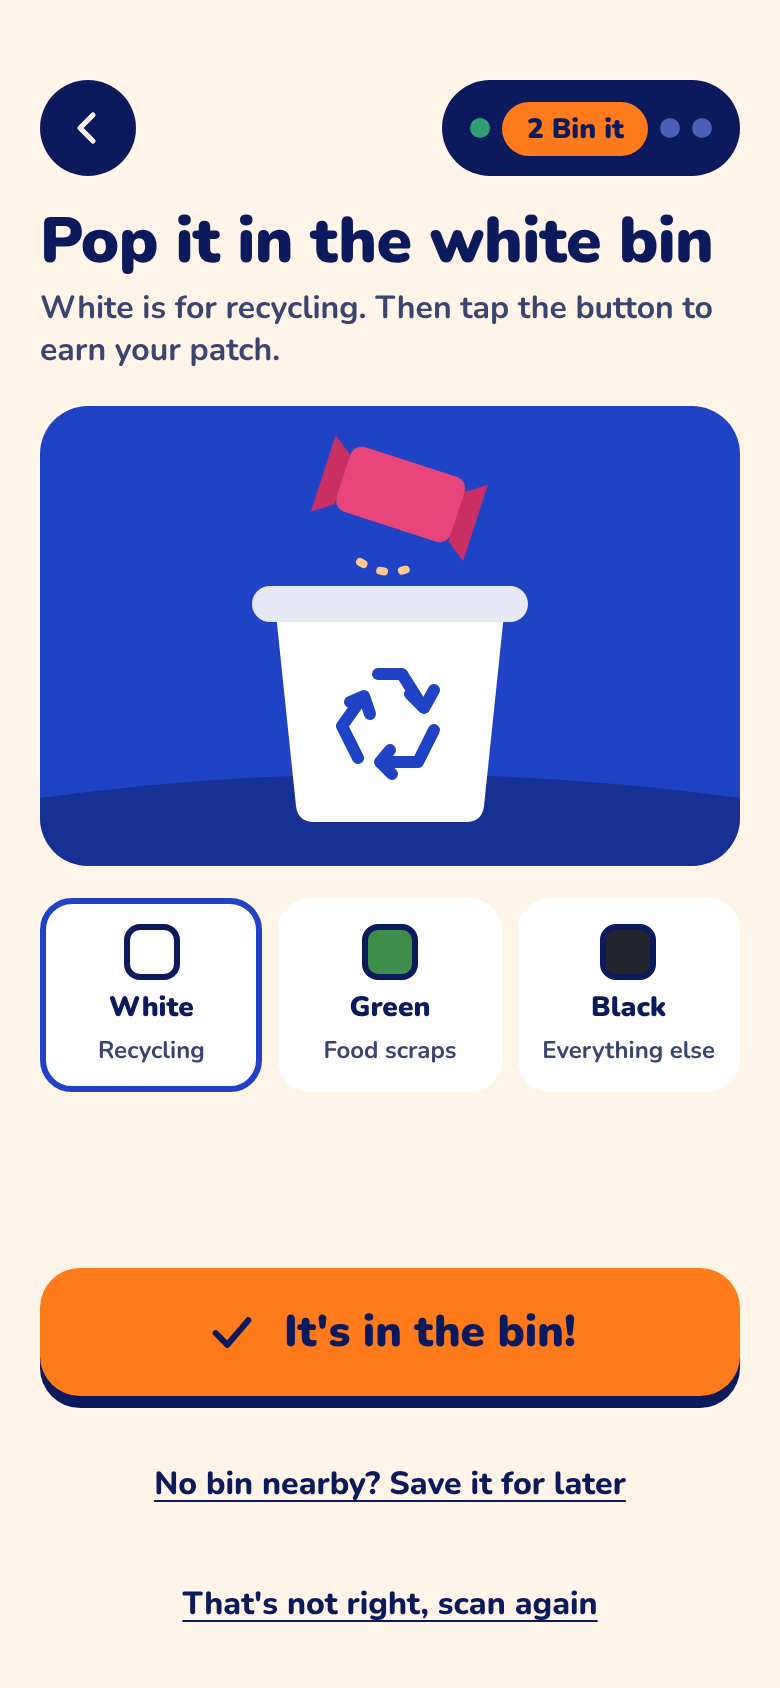 2 Bin it
Pop it in the white bin
White is for recycling. Then tap the button to
earn your patch.
White
Recycling
Green
Food scraps
Black
Everything else
It's in the bin!
No bin nearby? Save it for later
That's not right, scan again